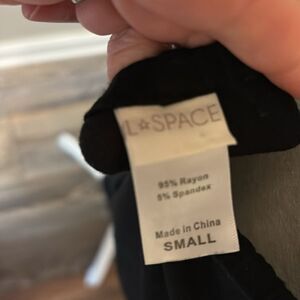 L☆SPACE
95% Rayon
5% Spandex
Made in China
SMALL